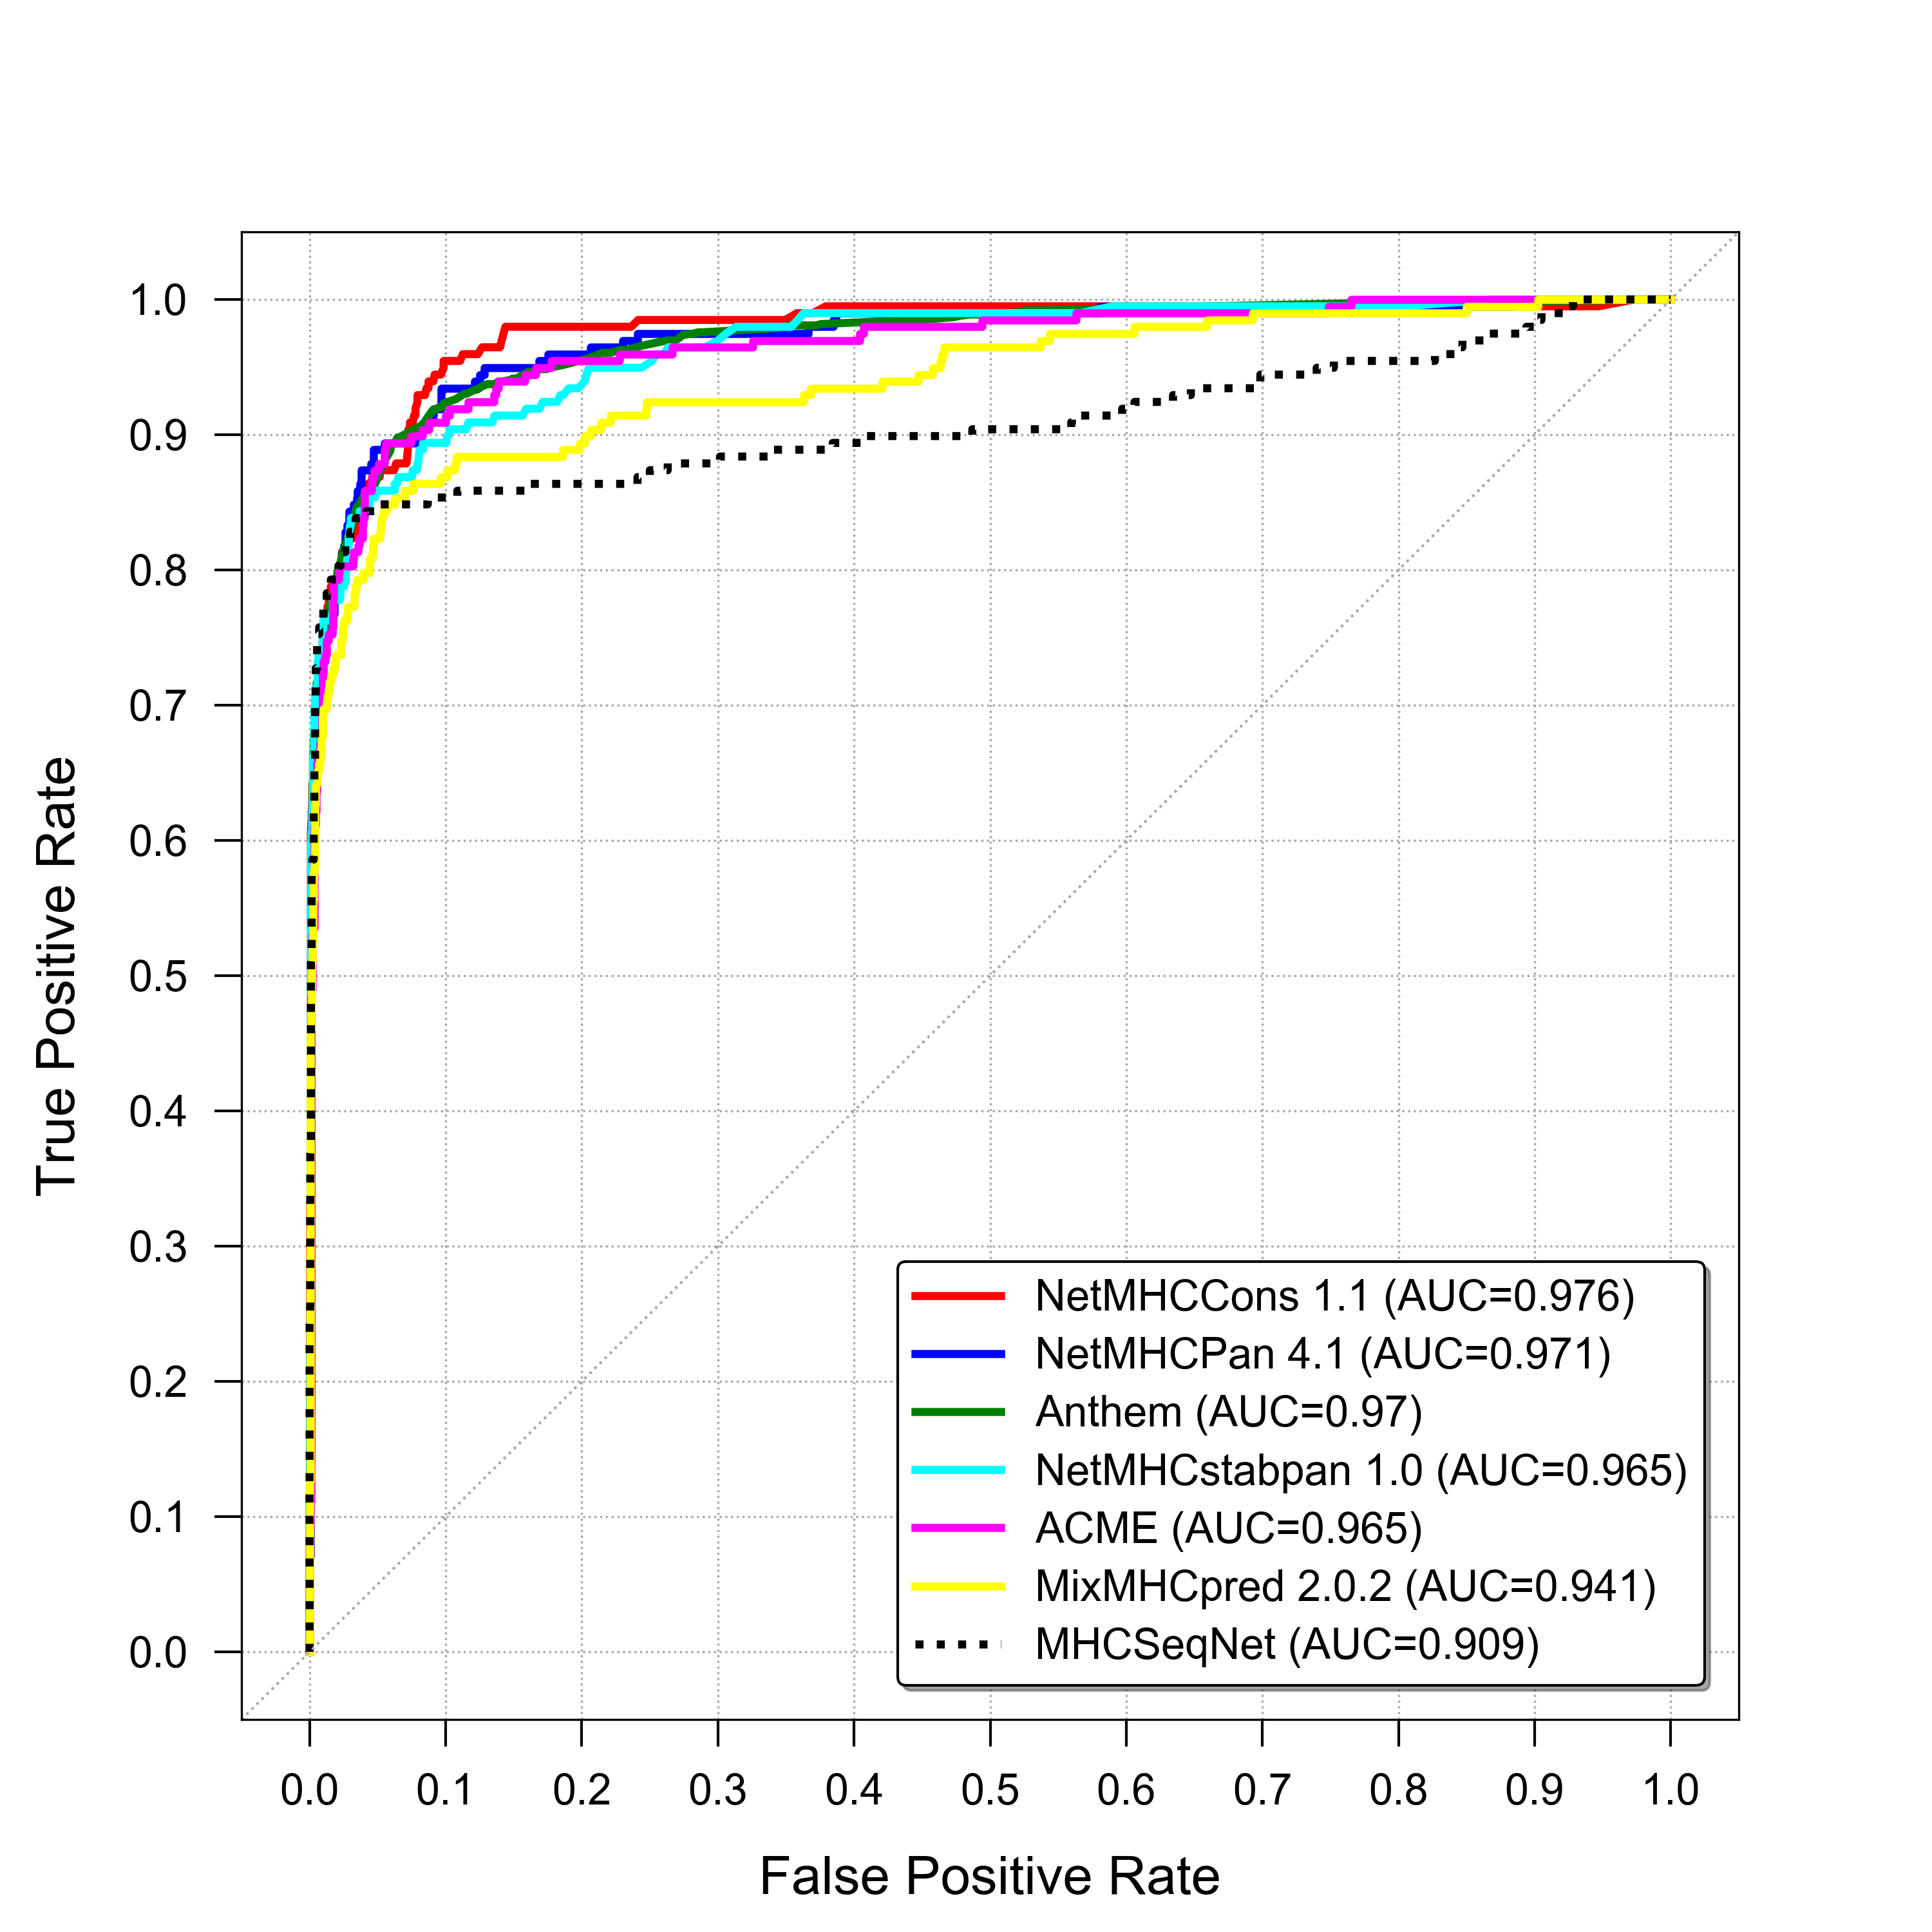 1.0
0.9
0.8
0.7
0.6
0.5
0.4
0.3
0.2
0.1
0.0
True Positive Rate
NetMHCCons 1.1 (AUC=0.976)
NetMHCPan 4.1 (AUC=0.971)
Anthem (AUC=0.97)
NetMHCstabpan 1.0 (AUC=0.965)
ACME (AUC=0.965)
MixMHCpred 2.0.2 (AUC=0.941)
MHCSeqNet (AUC=0.909)
0.0 0.1 0.2 0.3 0.4 0.5 0.6 0.7 0.8 0.9 1.0
False Positive Rate